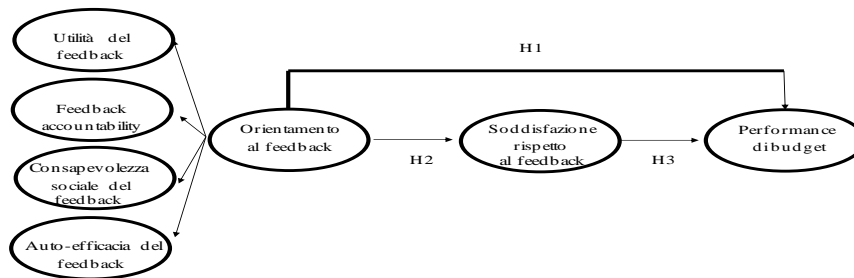 Utilità del
feedback
Feedback
accountability
Consapevolezza
sociale del
feedback
Auto-efficacia del
feedback
Orientamento
al feedback
H1
H2
Soddisfazione
rispetto
al feedback
H3
Performance
di budget